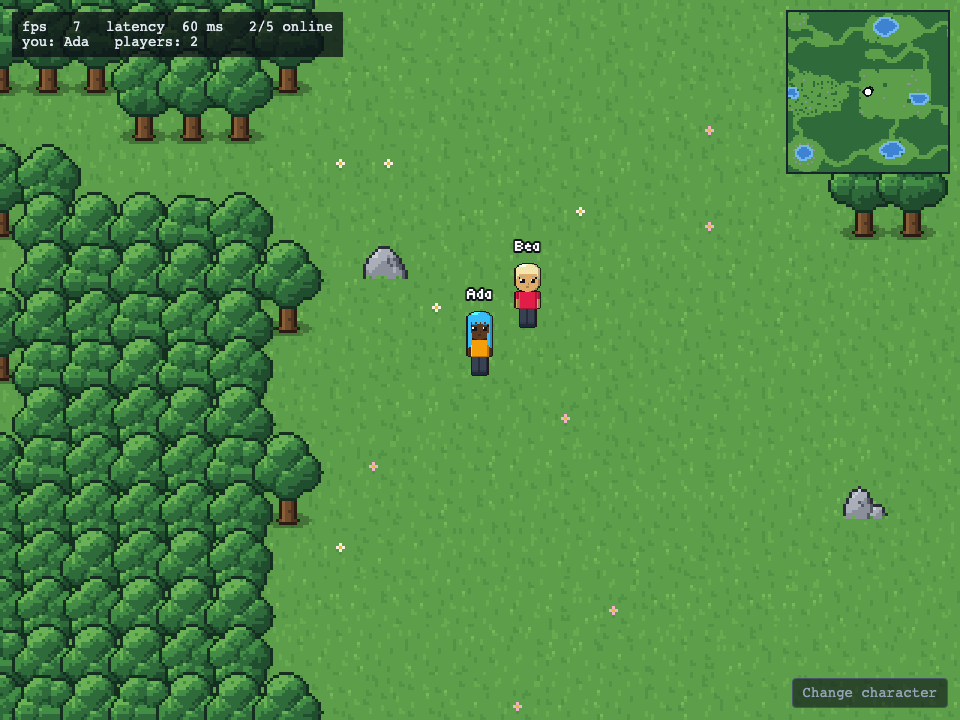 fps 7 latency 60 ms 2/5 online
you: Ada players: 2
Bea
Ada
Change character